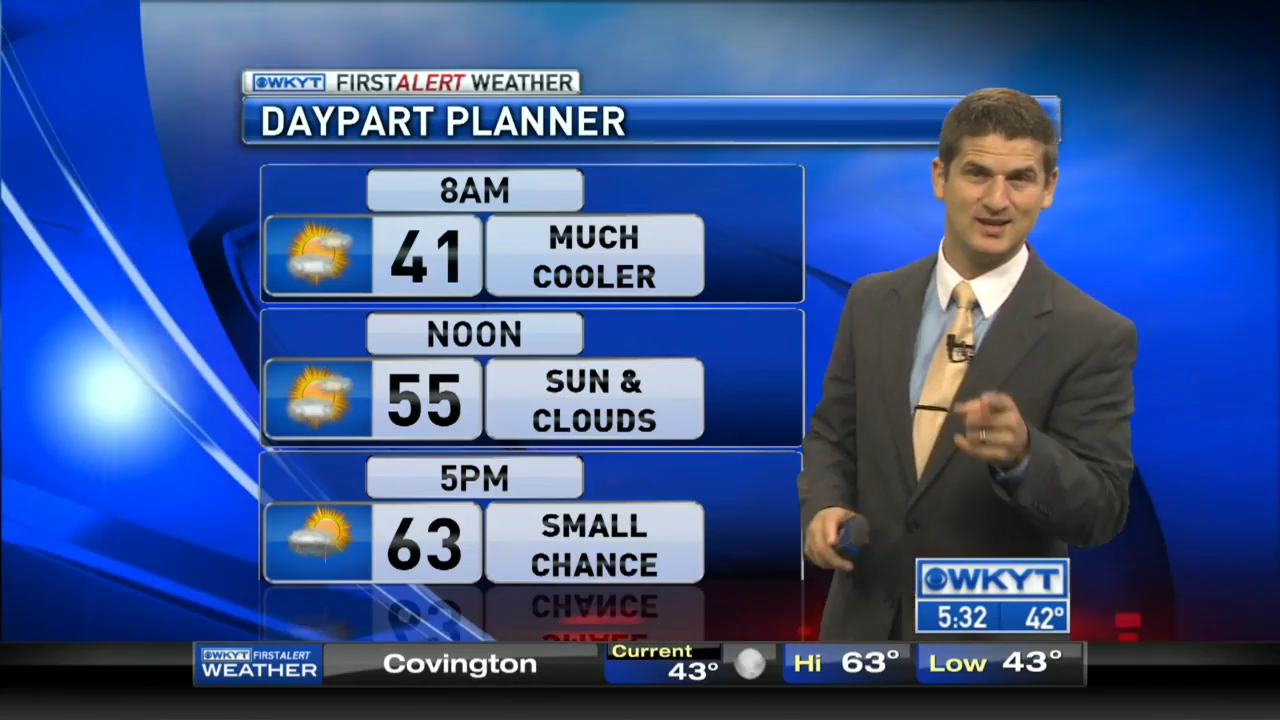 WKYT FIRSTALERT WEATHER
DAYPART PLANNER
8AM
41
MUCH
COOLER
NOON
55
SUN &
CLOUDS
5PM
63
SMALL
CHANCE
WKYT
5:32 42°
WKYT FIRSTALERT
WEATHER
Covington
Current
43°
Hi 63°
Low 43°